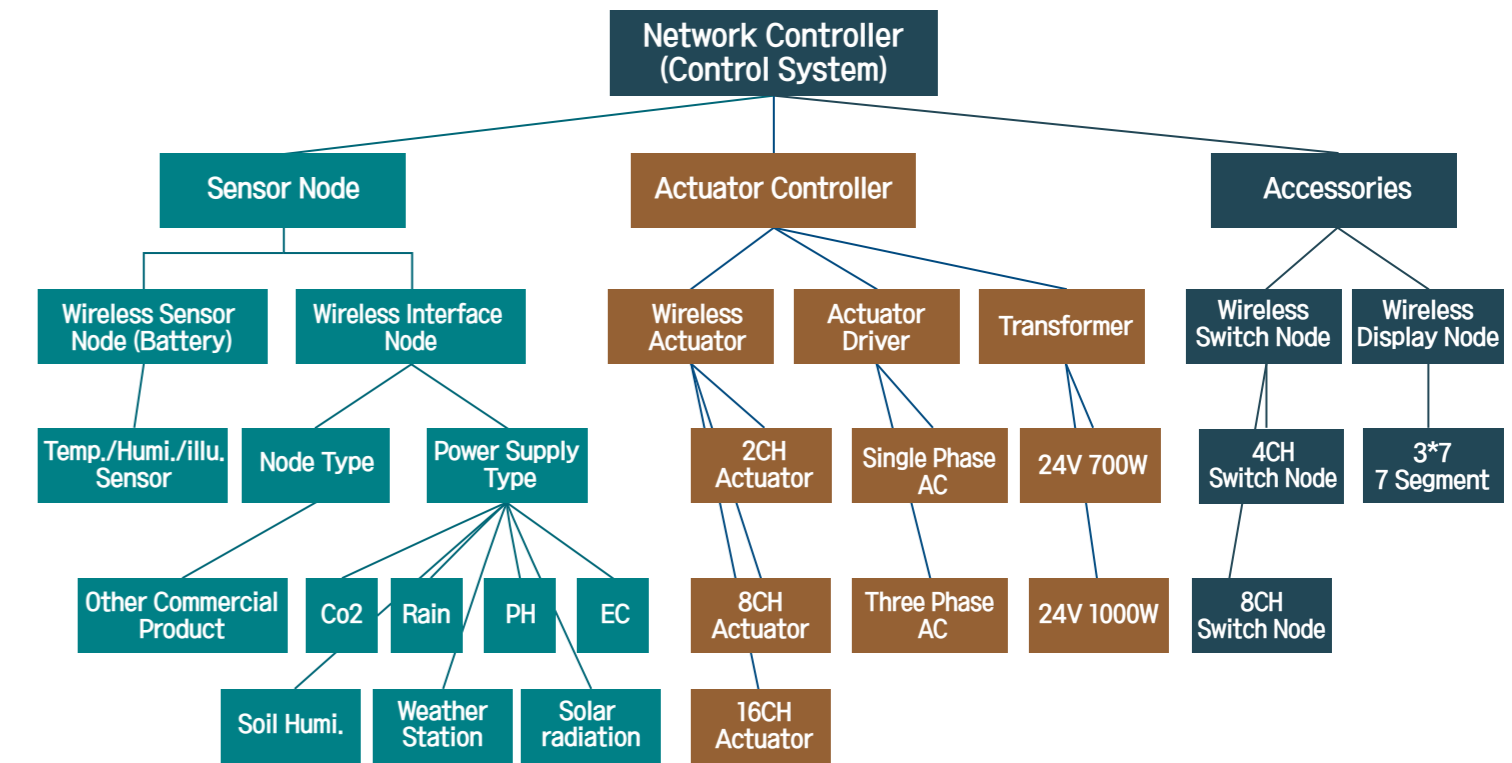 Network Controller
(Control System)
Sensor Node
Actuator Controller
Accessories
Wireless Sensor
Node (Battery)
Wireless Interface
Node
Wireless
Actuator
Actuator
Driver
Transformer
Wireless
Switch Node
Wireless
Display Node
Temp./Humi./illu.
Sensor
Node Type
Power Supply
Type
2CH
Actuator
Single Phase
AC
24V 700W
4CH
Switch Node
3*7
7 Segment
Other Commercial
Product
Co2
Rain
PH
EC
8CH
Actuator
Three Phase
AC
24V 1000W
8CH
Switch Node
Soil Humi.
Weather
Station
Solar
radiation
16CH
Actuator